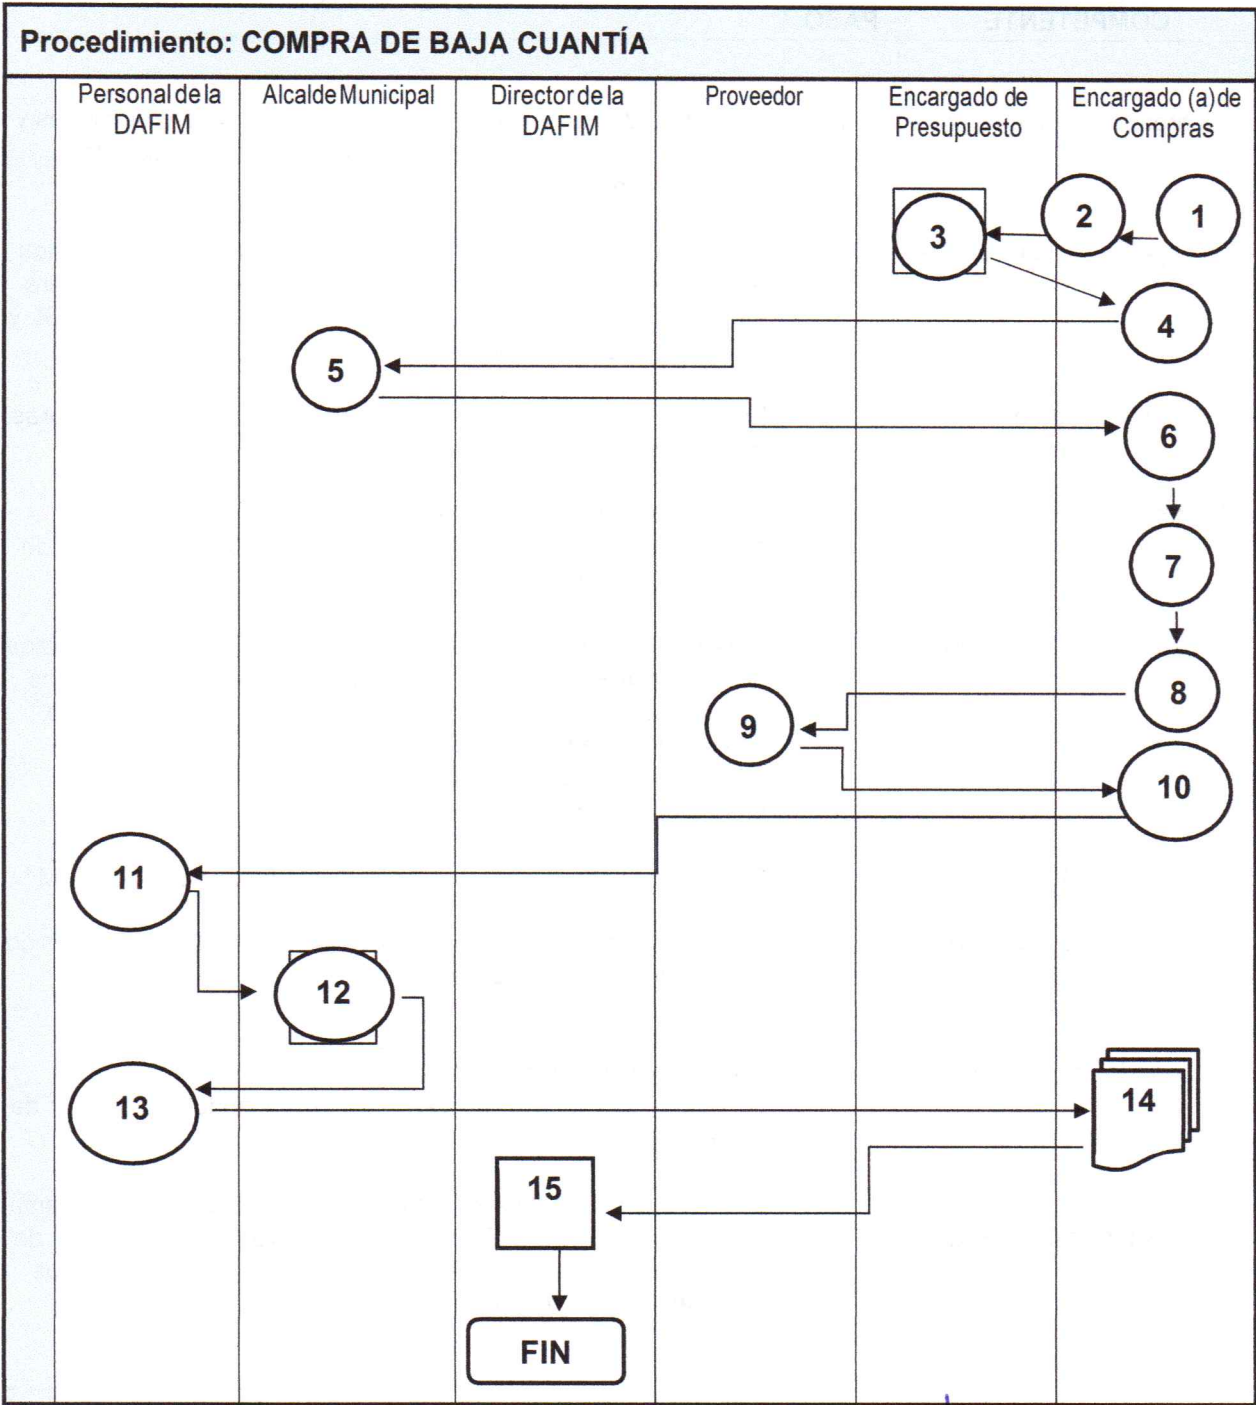 Procedimiento: COMPRA DE BAJA CUANTÍA
Personal de la DAFIM
Alcalde Municipal
Director de la DAFIM
Proveedor
Encargado de Presupuesto
Encargado (a) de Compras
3
2
1
4
5
6
7
8
9
10
11
12
13
14
15
FIN